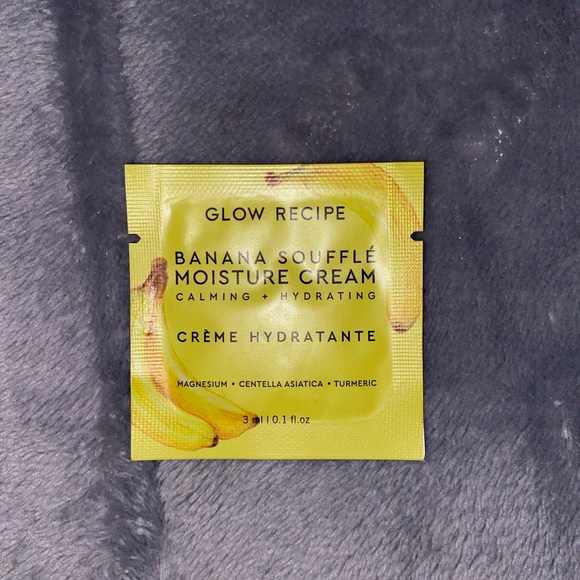 GLOW RECIPE
BANANA SOUFFLÉ
MOISTURE CREAM
CALMING + HYDRATING
CRÈME HYDRATANTE
MAGNESIUM • CENTELLA ASIATICA • TURMERIC
3 ml | 0.1 fl.oz